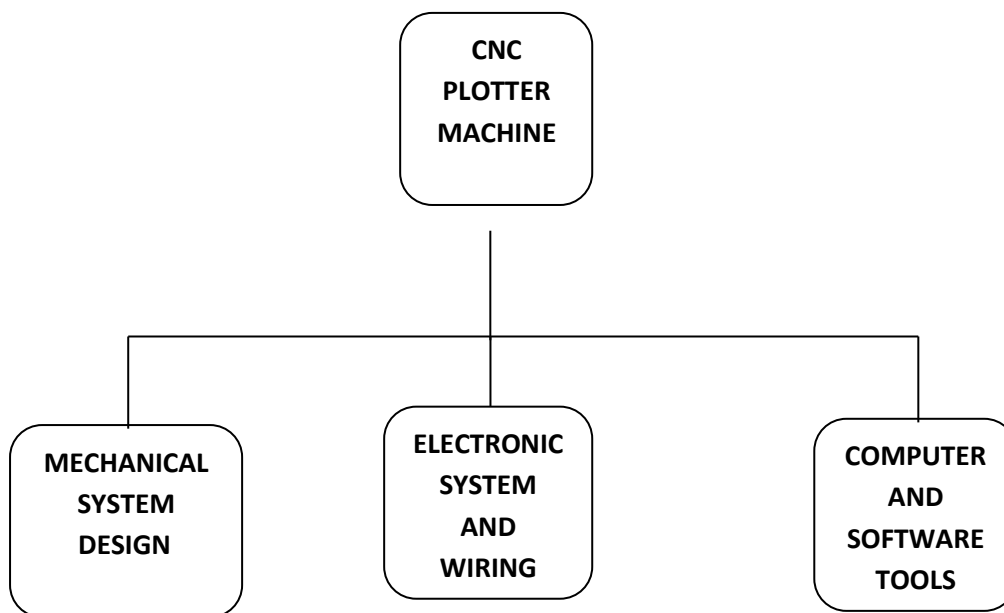 CNC
PLOTTER
MACHINE
MECHANICAL
SYSTEM
DESIGN
ELECTRONIC
SYSTEM
AND
WIRING
COMPUTER
AND
SOFTWARE
TOOLS